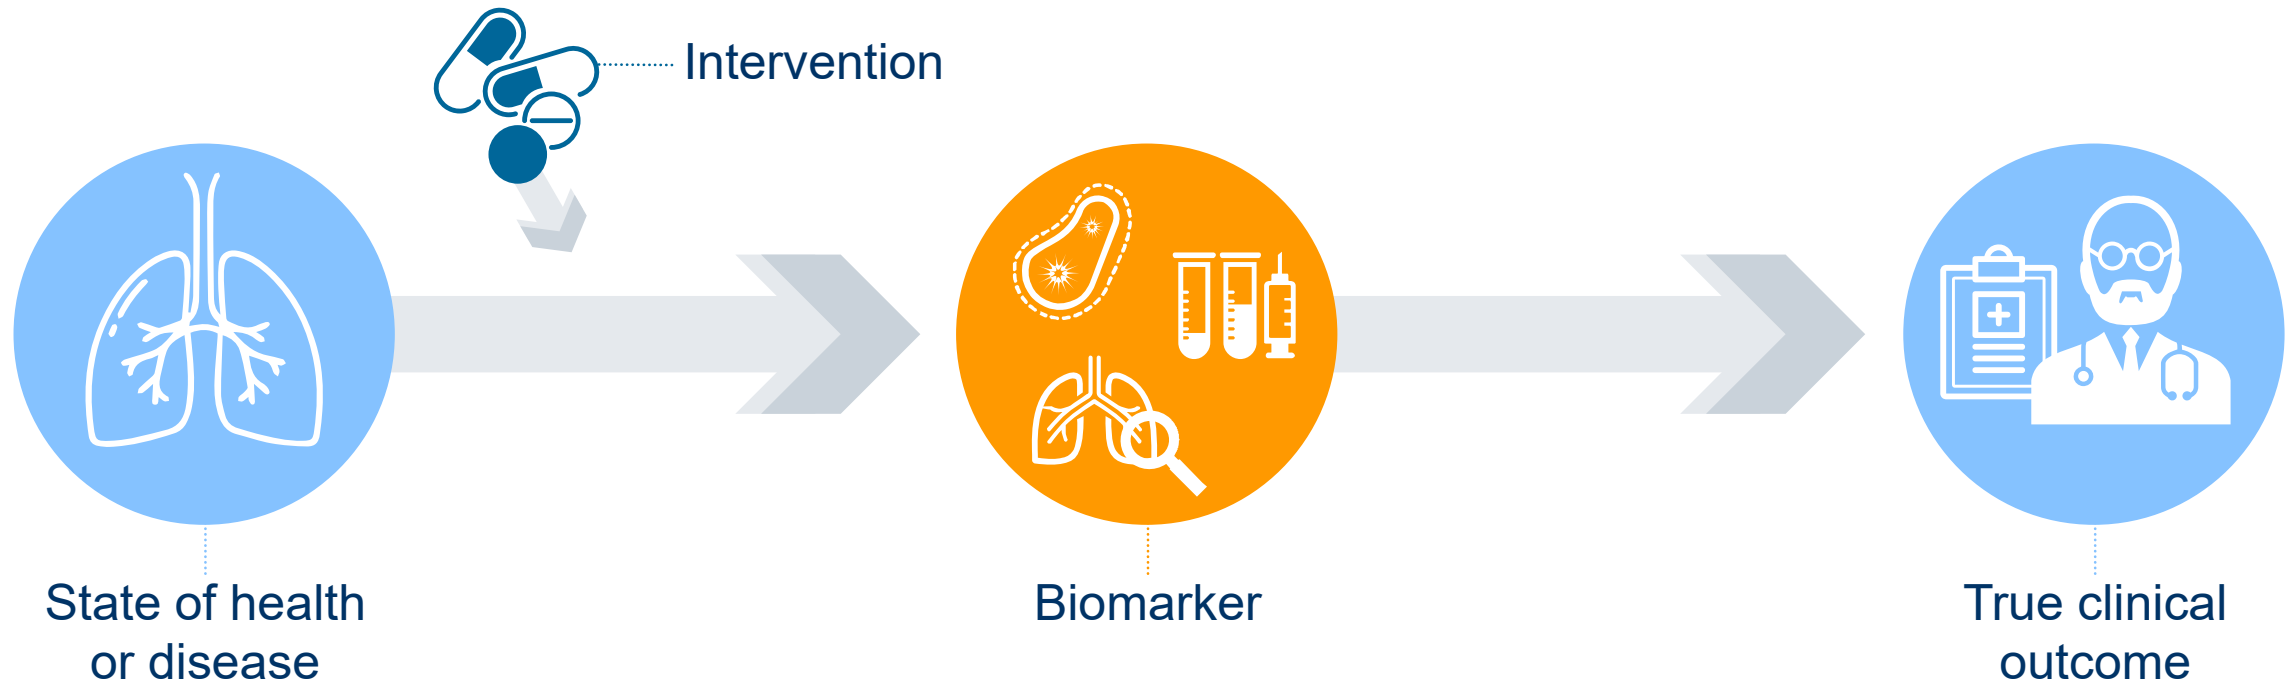 Intervention
State of health
or disease
Biomarker
True clinical
outcome